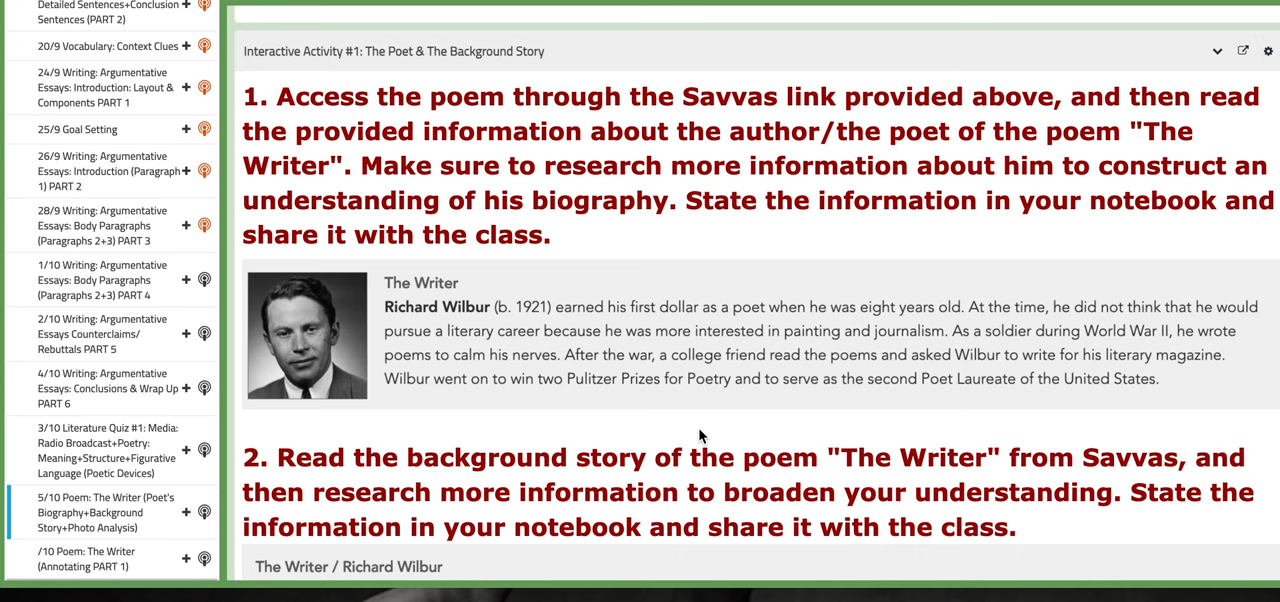 Detailed Sentences+Conclusion
Sentences (PART 2)
20/9 Vocabulary: Context Clues
24/9 Writing: Argumentative
Essays: Introduction: Layout &
Components PART 1
25/9 Goal Setting
26/9 Writing: Argumentative
Essays: Introduction (Paragraph
1) PART 2
28/9 Writing: Argumentative
Essays: Body Paragraphs
(Paragraphs 2+3) PART 3
1/10 Writing: Argumentative
Essays: Body Paragraphs
(Paragraphs 2+3) PART 4
2/10 Writing: Argumentative
Essays Counterclaims/
Rebuttals PART 5
4/10 Writing: Argumentative
Essays: Conclusions & Wrap Up
PART 6
3/10 Literature Quiz #1: Media:
Radio Broadcast+Poetry:
Meaning+Structure+Figurative
Language (Poetic Devices)
5/10 Poem: The Writer (Poet's
Biography+Background
Story+Photo Analysis)
/10 Poem: The Writer
(Annotating PART 1)
Interactive Activity #1: The Poet & The Background Story
1. Access the poem through the Savvas link provided above, and then read
the provided information about the author/the poet of the poem "The
Writer". Make sure to research more information about him to construct an
understanding of his biography. State the information in your notebook and
share it with the class.
The Writer
Richard Wilbur (b. 1921) earned his first dollar as a poet when he was eight years old. At the time, he did not think that he would
pursue a literary career because he was more interested in painting and journalism. As a soldier during World War II, he wrote
poems to calm his nerves. After the war, a college friend read the poems and asked Wilbur to write for his literary magazine.
Wilbur went on to win two Pulitzer Prizes for Poetry and to serve as the second Poet Laureate of the United States.
2. Read the background story of the poem "The Writer" from Savvas, and
then research more information to broaden your understanding. State the
information in your notebook and share it with the class.
The Writer / Richard Wilbur